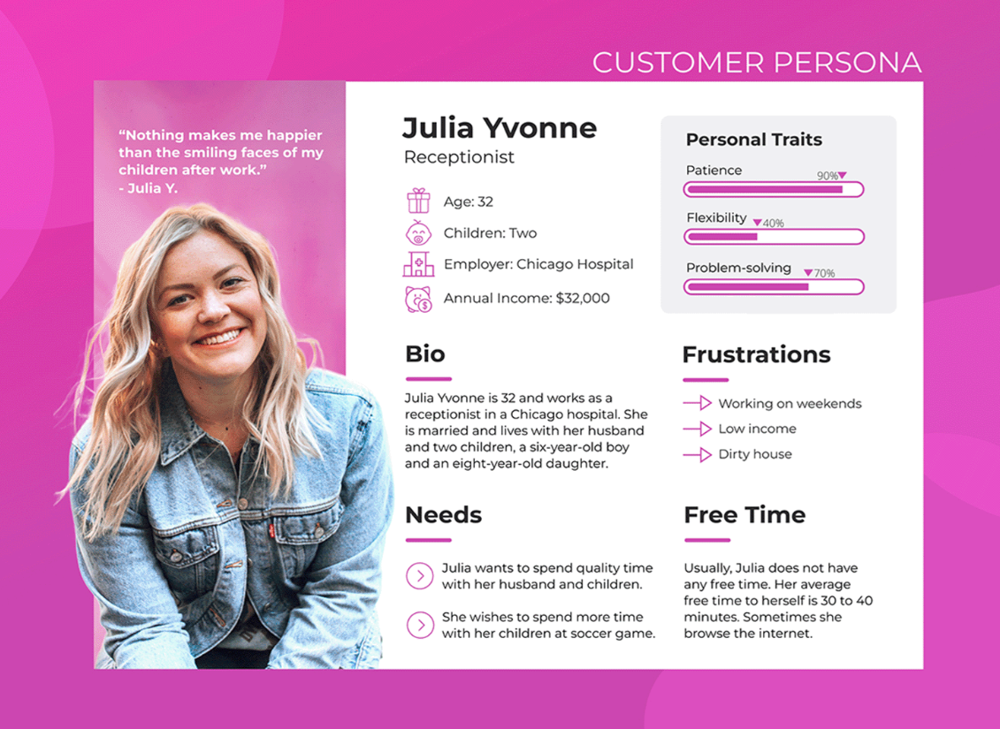 CUSTOMER PERSONA
“Nothing makes me happier
than the smiling faces of my
children after work.”
- Julia Y.
Julia Yvonne
Receptionist
Age: 32
Children: Two
Employer: Chicago Hospital
Annual Income: $32,000
Personal Traits
Patience
90%
Flexibility
40%
Problem-solving
70%
Bio
Julia Yvonne is 32 and works as a
receptionist in a Chicago hospital. She
is married and lives with her husband
and two children, a six-year-old boy
and an eight-year-old daughter.
Frustrations
Working on weekends
Low income
Dirty house
Needs
Julia wants to spend quality time
with her husband and children.
She wishes to spend more time
with her children at soccer game.
Free Time
Usually, Julia does not have
any free time. Her average
free time to herself is 30 to 40
minutes. Sometimes she
browse the internet.